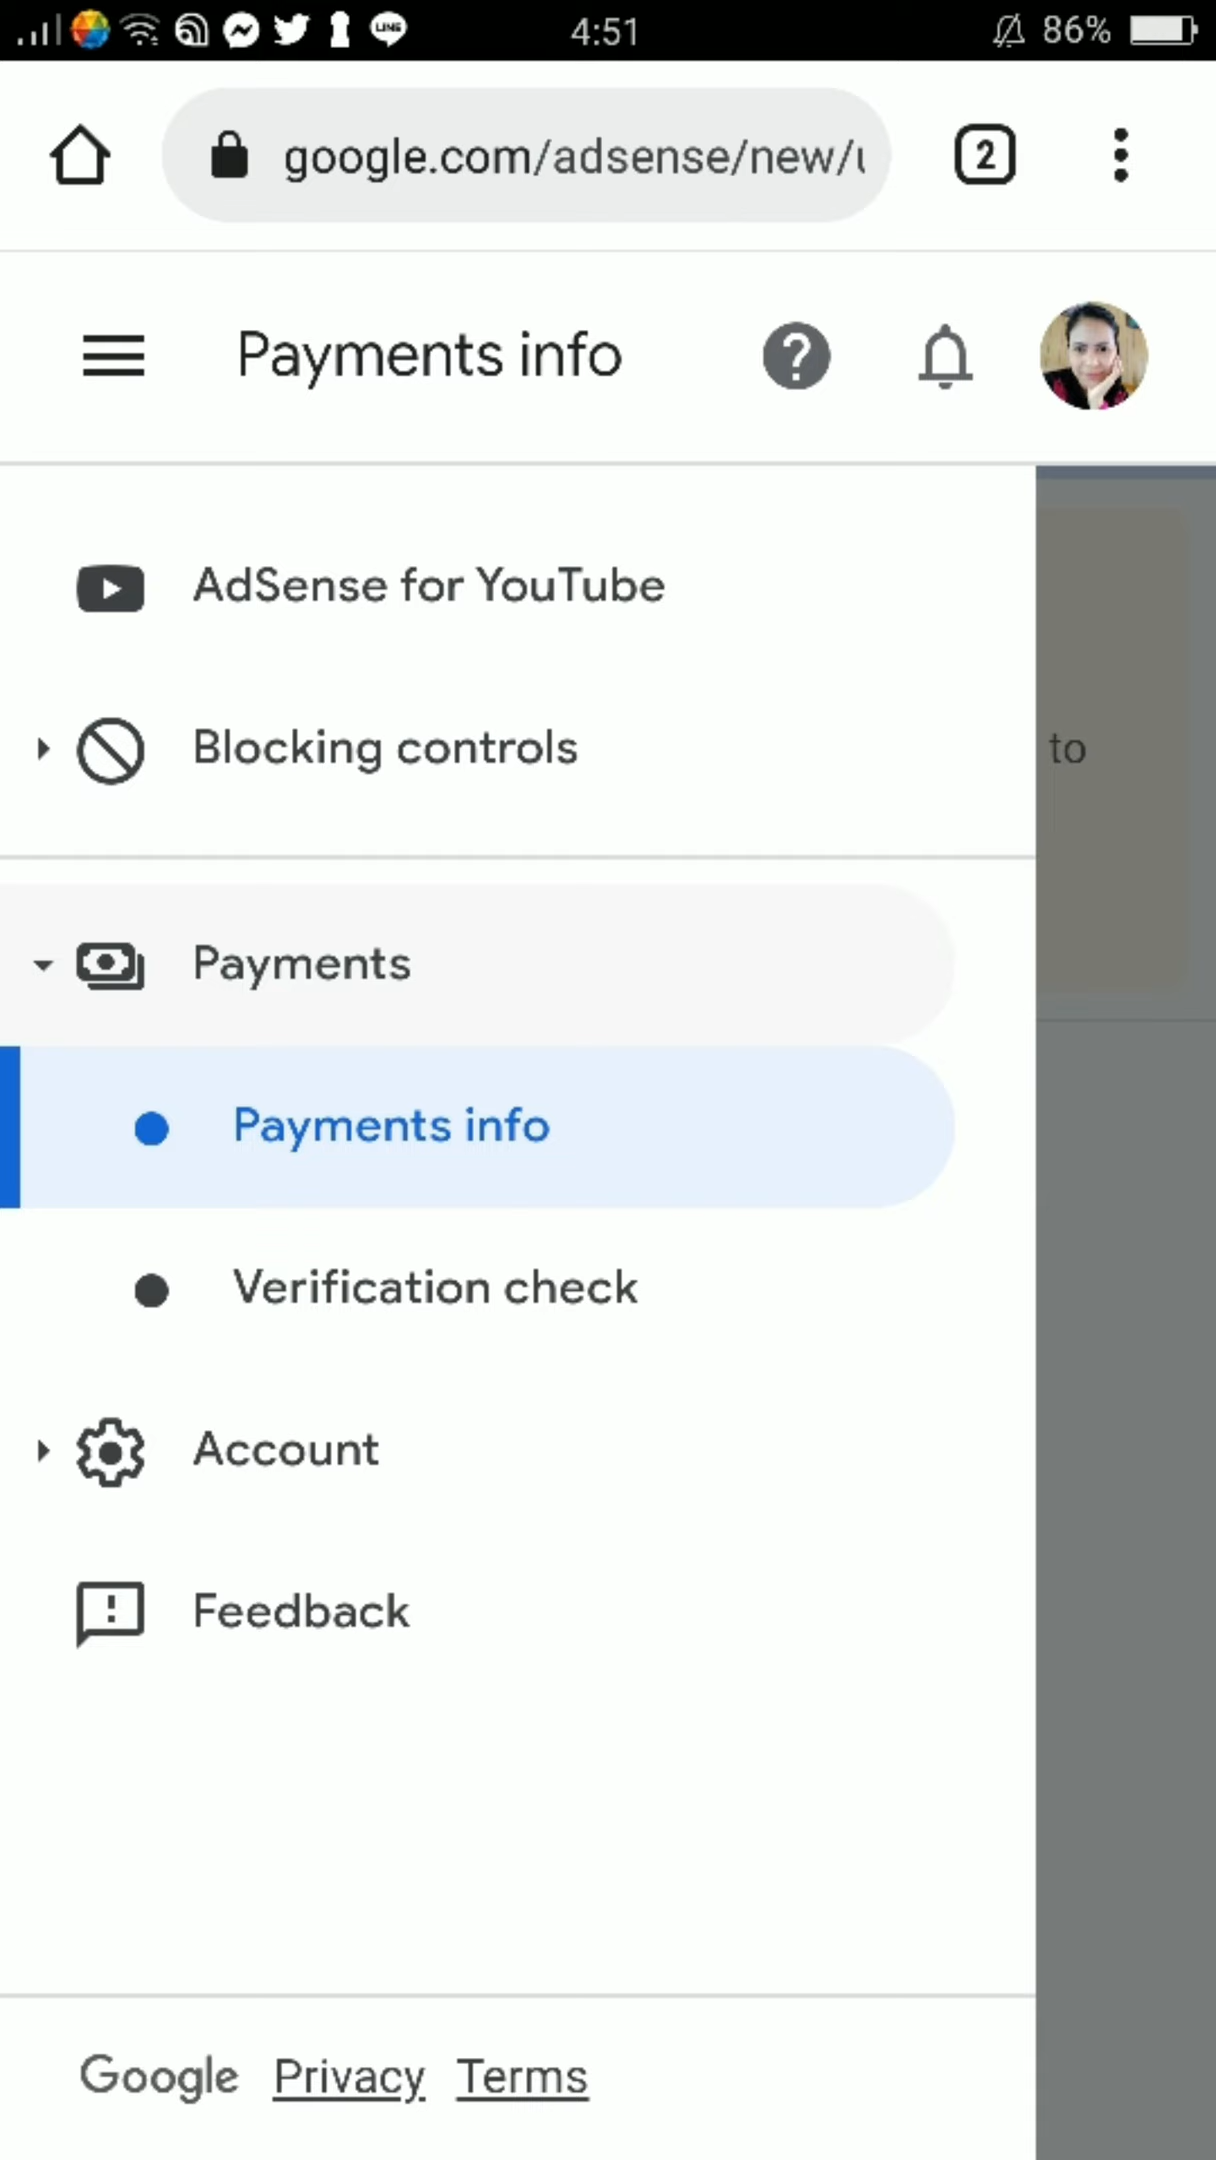 4:51
86%
google.com/adsense/new/u
2
Payments info
AdSense for YouTube
Blocking controls
to
Payments
Payments info
Verification check
Account
Feedback
Google Privacy Terms